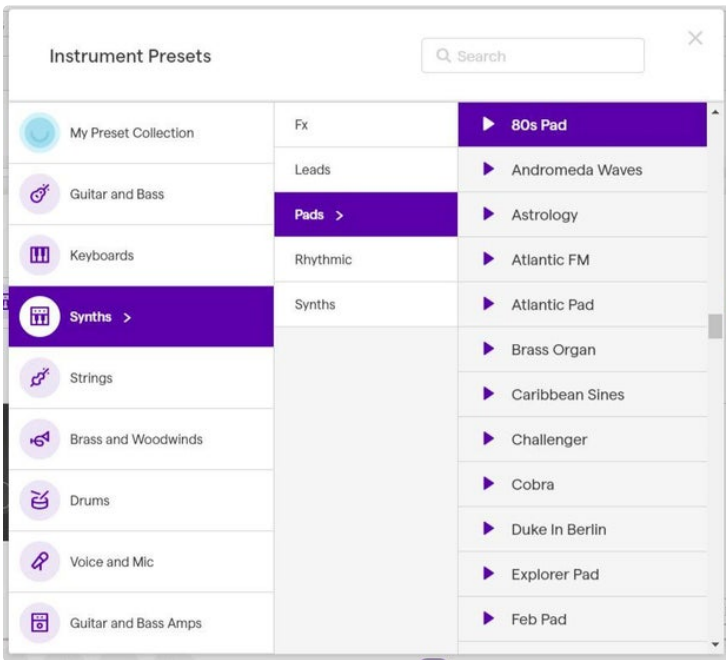 Instrument Presets
Search
My Preset Collection
Guitar and Bass
Keyboards
Synths >
Strings
Brass and Woodwinds
Drums
Voice and Mic
Guitar and Bass Amps
Fx
Leads
Pads >
Rhythmic
Synths
80s Pad
Andromeda Waves
Astrology
Atlantic FM
Atlantic Pad
Brass Organ
Caribbean Sines
Challenger
Cobra
Duke In Berlin
Explorer Pad
Feb Pad